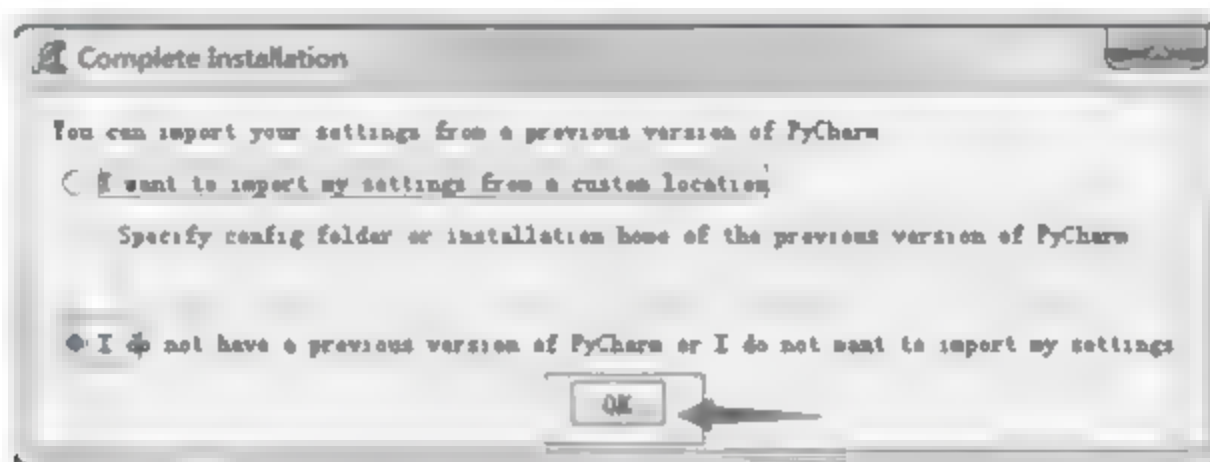 Complete Installation
You can import your settings from a previous version of PyCharm
I want to import my settings from a custom location
Specify config folder or installation home of the previous version of PyCharm
I do not have a previous version of PyCharm or I do not want to import my settings
OK